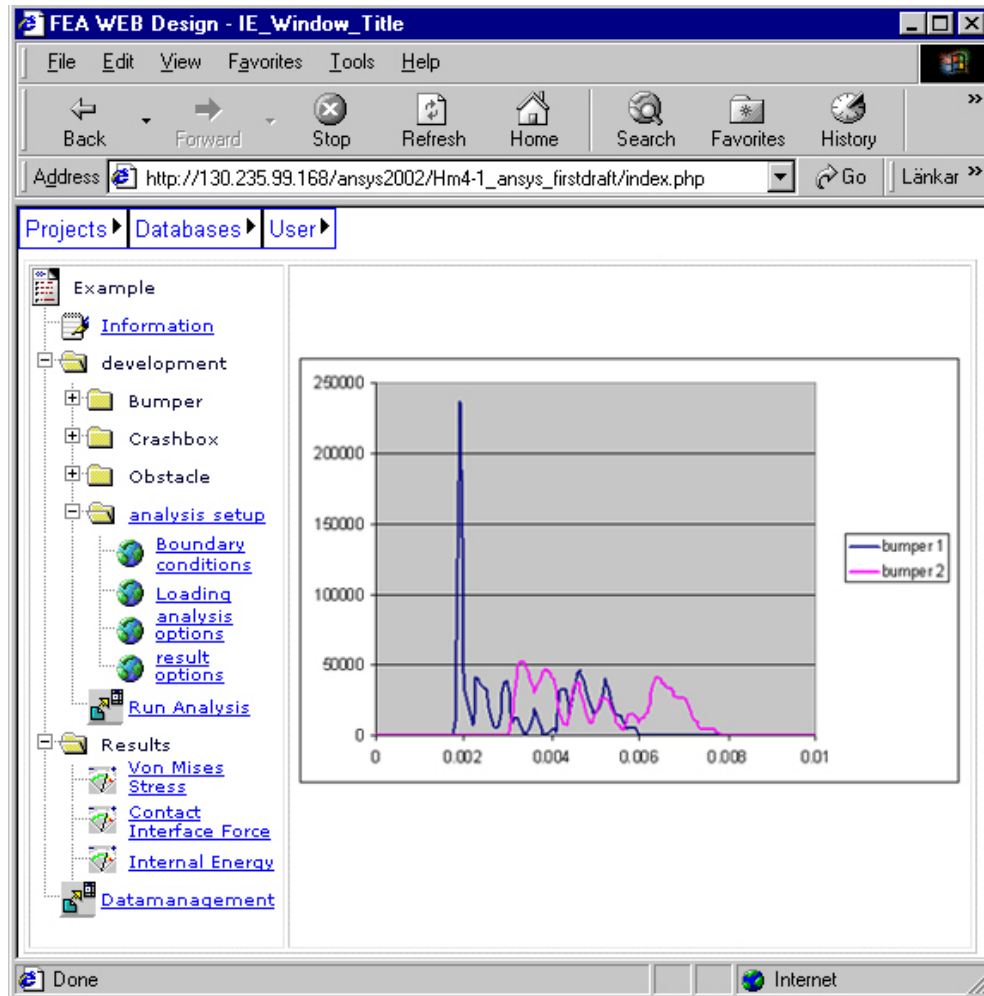 FEA WEB Design - IE_Window_Title
File Edit View Favorites Tools Help
Back Forward Stop Refresh Home Search Favorites History »
Address http://130.235.99.168/ansys2002/Hm4-1_ansys_firstdraft/index.php Go Länkar »
Projects Databases User
Example
Information
development
Bumper
Crashbox
Obstacle
analysis setup
Boundary
conditions
Loading
analysis
options
result
options
Run Analysis
Results
Von Mises
Stress
Contact
Interface Force
Internal Energy
Datamanagement
250000
200000
150000
100000
50000
0
0 0.002 0.004 0.006 0.008 0.01
bumper 1
bumper 2
Done Internet